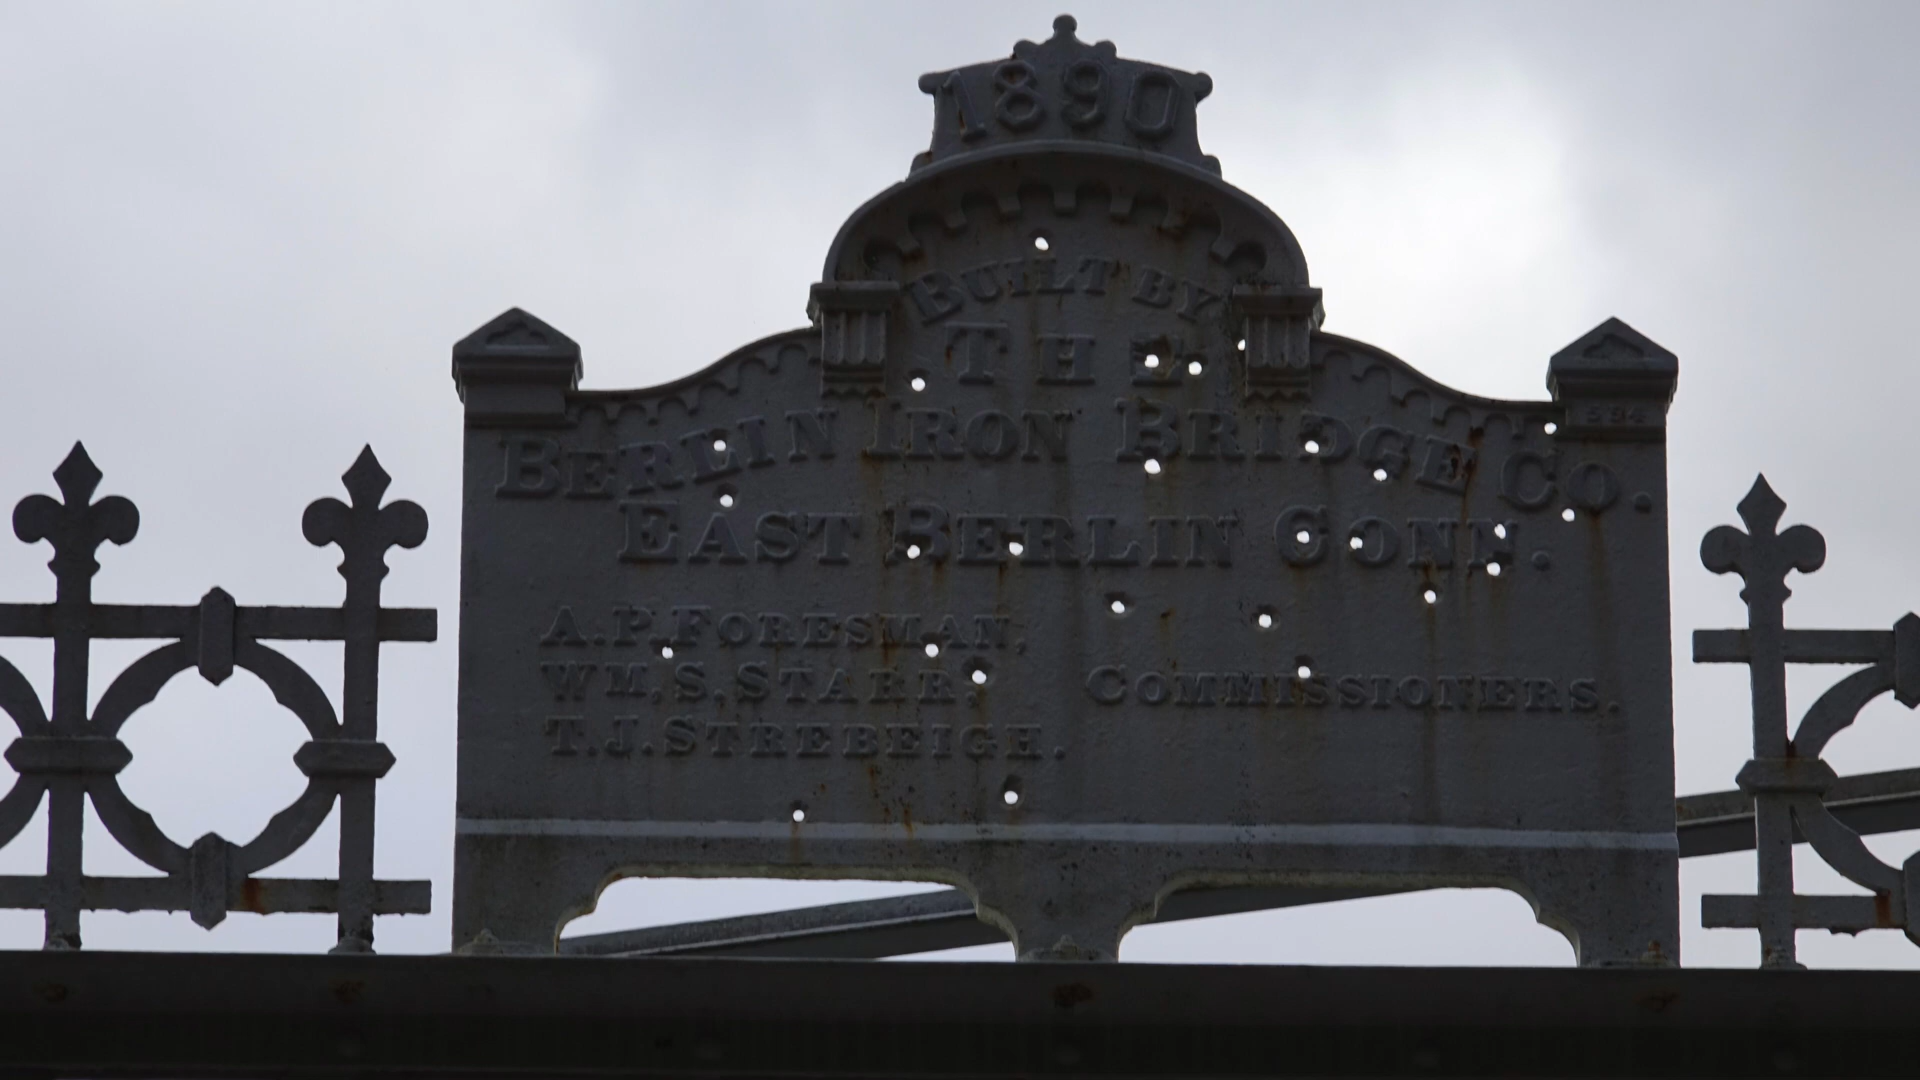 1890
BUILT BY
THE
BERLIN IRON BRIDGE CO.
EAST BERLIN CONN.
A.P. FORESMAN,
WM. S. STARR,
COMMISSIONERS.
T.J. STREBEIGH.